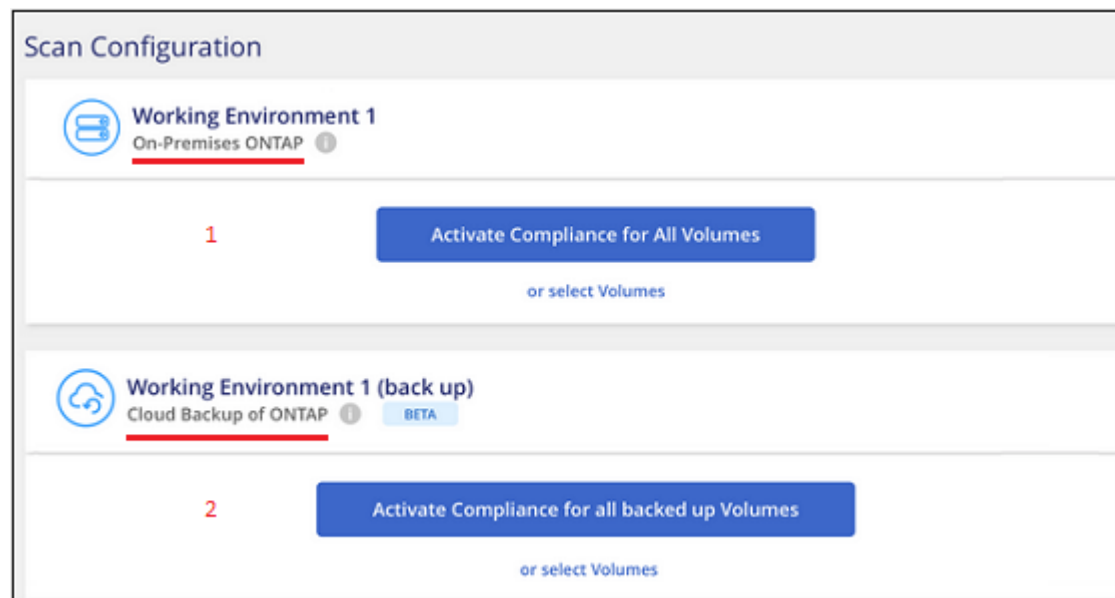 Scan Configuration
Working Environment 1
On-Premises ONTAP i
1
Activate Compliance for All Volumes
or select Volumes
Working Environment 1 (back up)
Cloud Backup of ONTAP i BETA
2
Activate Compliance for all backed up Volumes
or select Volumes